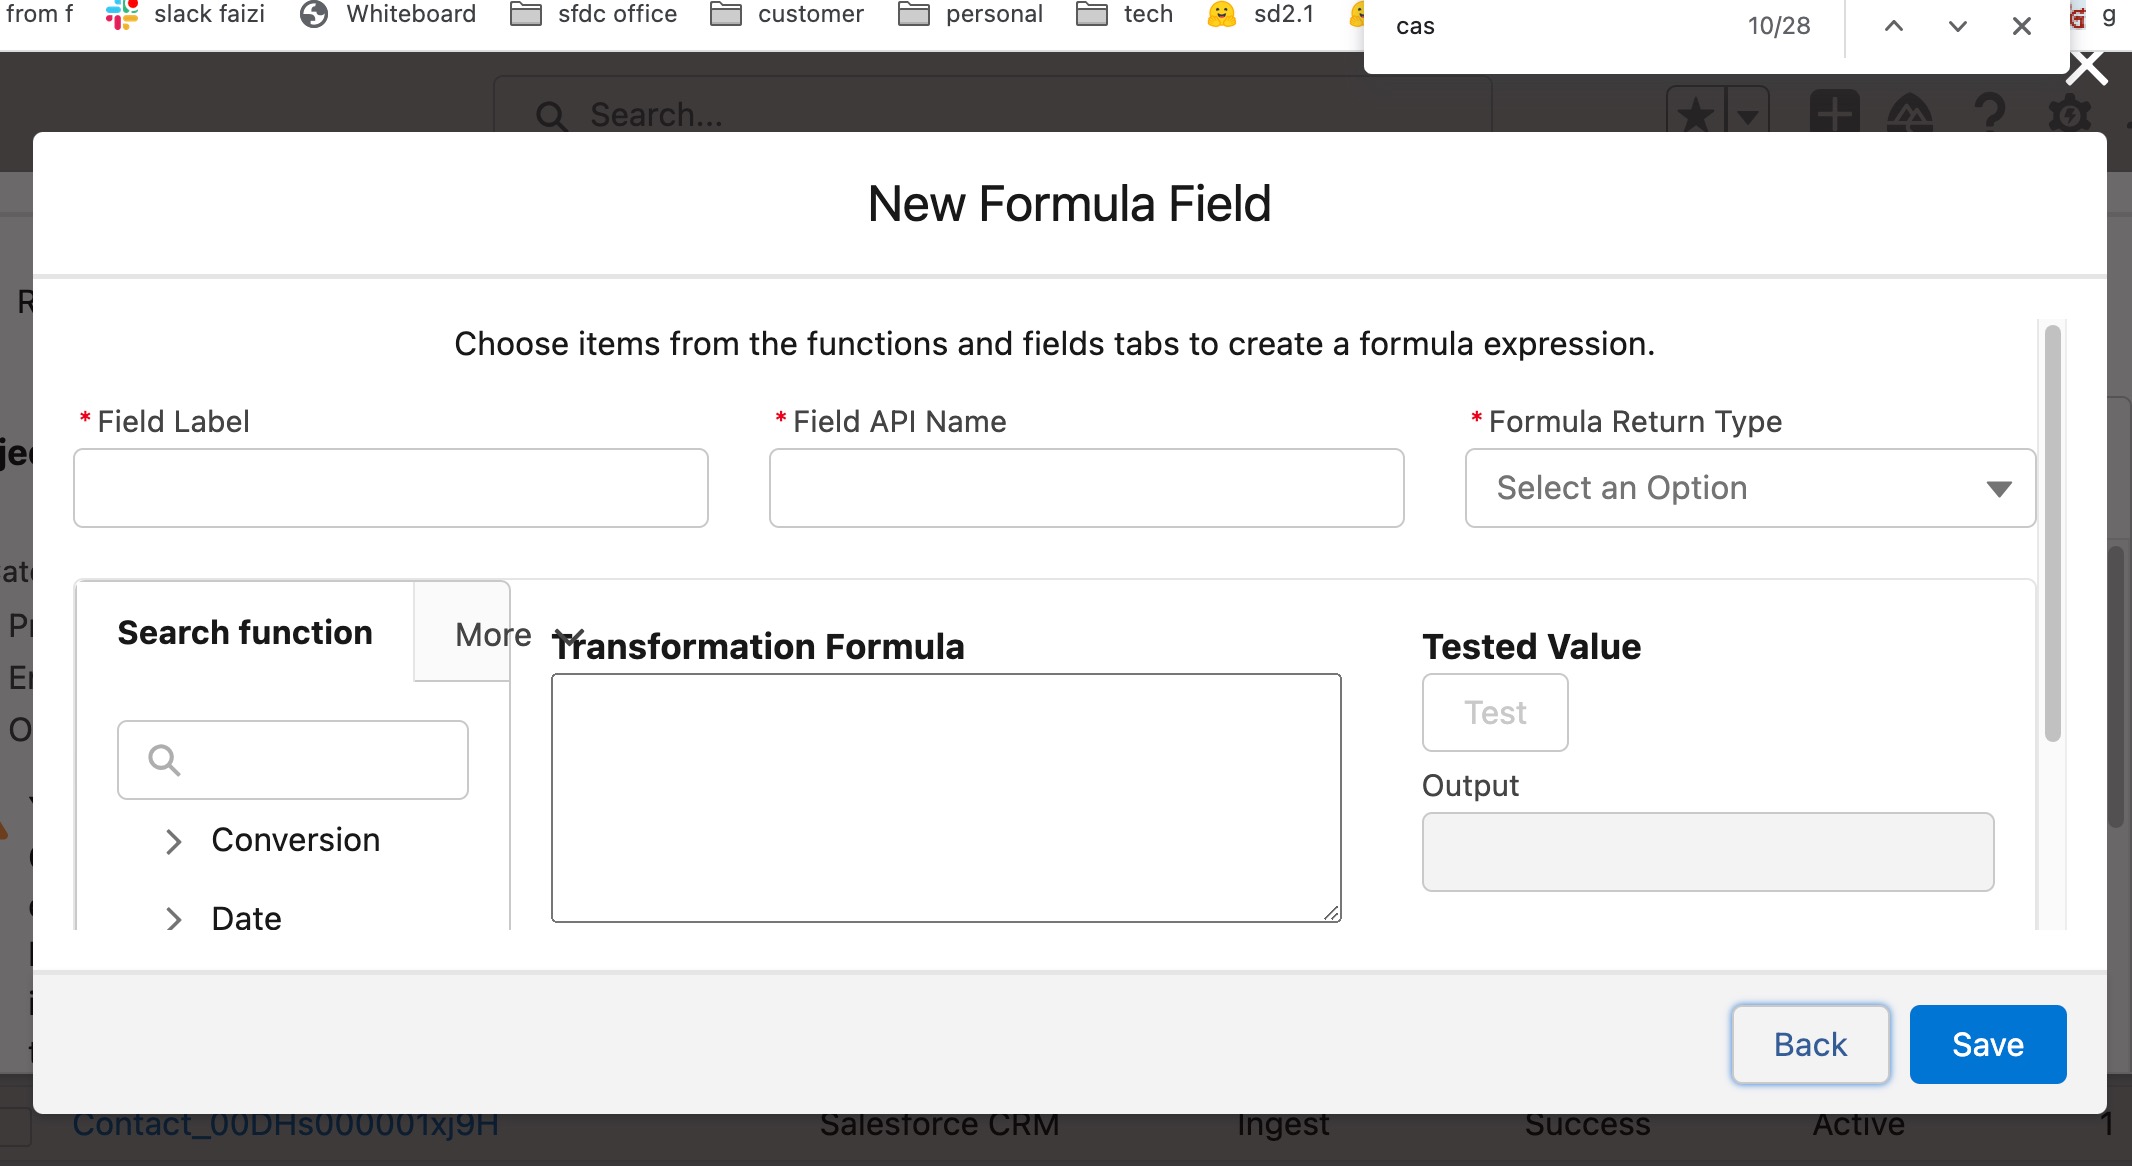 from f slack faizi Whiteboard sfdc office customer personal tech sd2.1 cas 10/28 g
Search...
New Formula Field
Choose items from the functions and fields tabs to create a formula expression.
* Field Label * Field API Name * Formula Return Type
Select an Option
Search function More Transformation Formula Tested Value
Test
Output
Conversion
Date
Back Save
Contact_00DHs000001xj9H Salesforce CRM Ingest Success Active 1